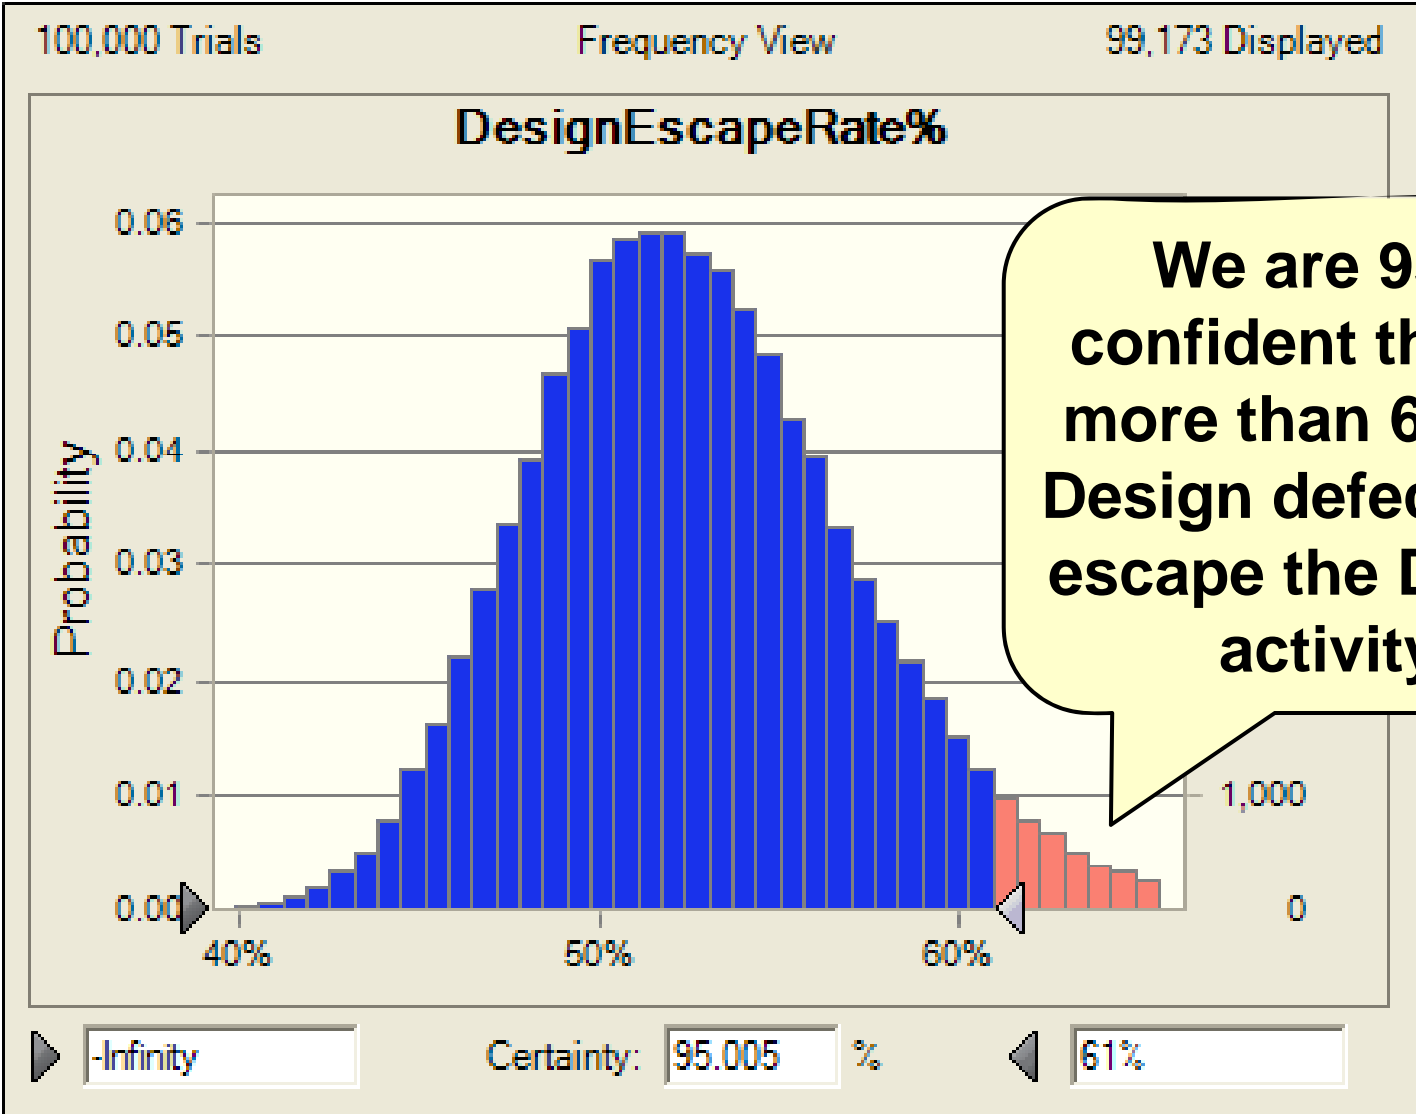 100,000 Trials Frequency View 99,173 Displayed
DesignEscapeRate%
0.06
0.05
0.04
0.03
0.02
0.01
0.00
Probability
We are
confident
more than
Design
escape the
activity
1,000
0
40% 50% 60%
-Infinity Certainty: 95.005 % 61%